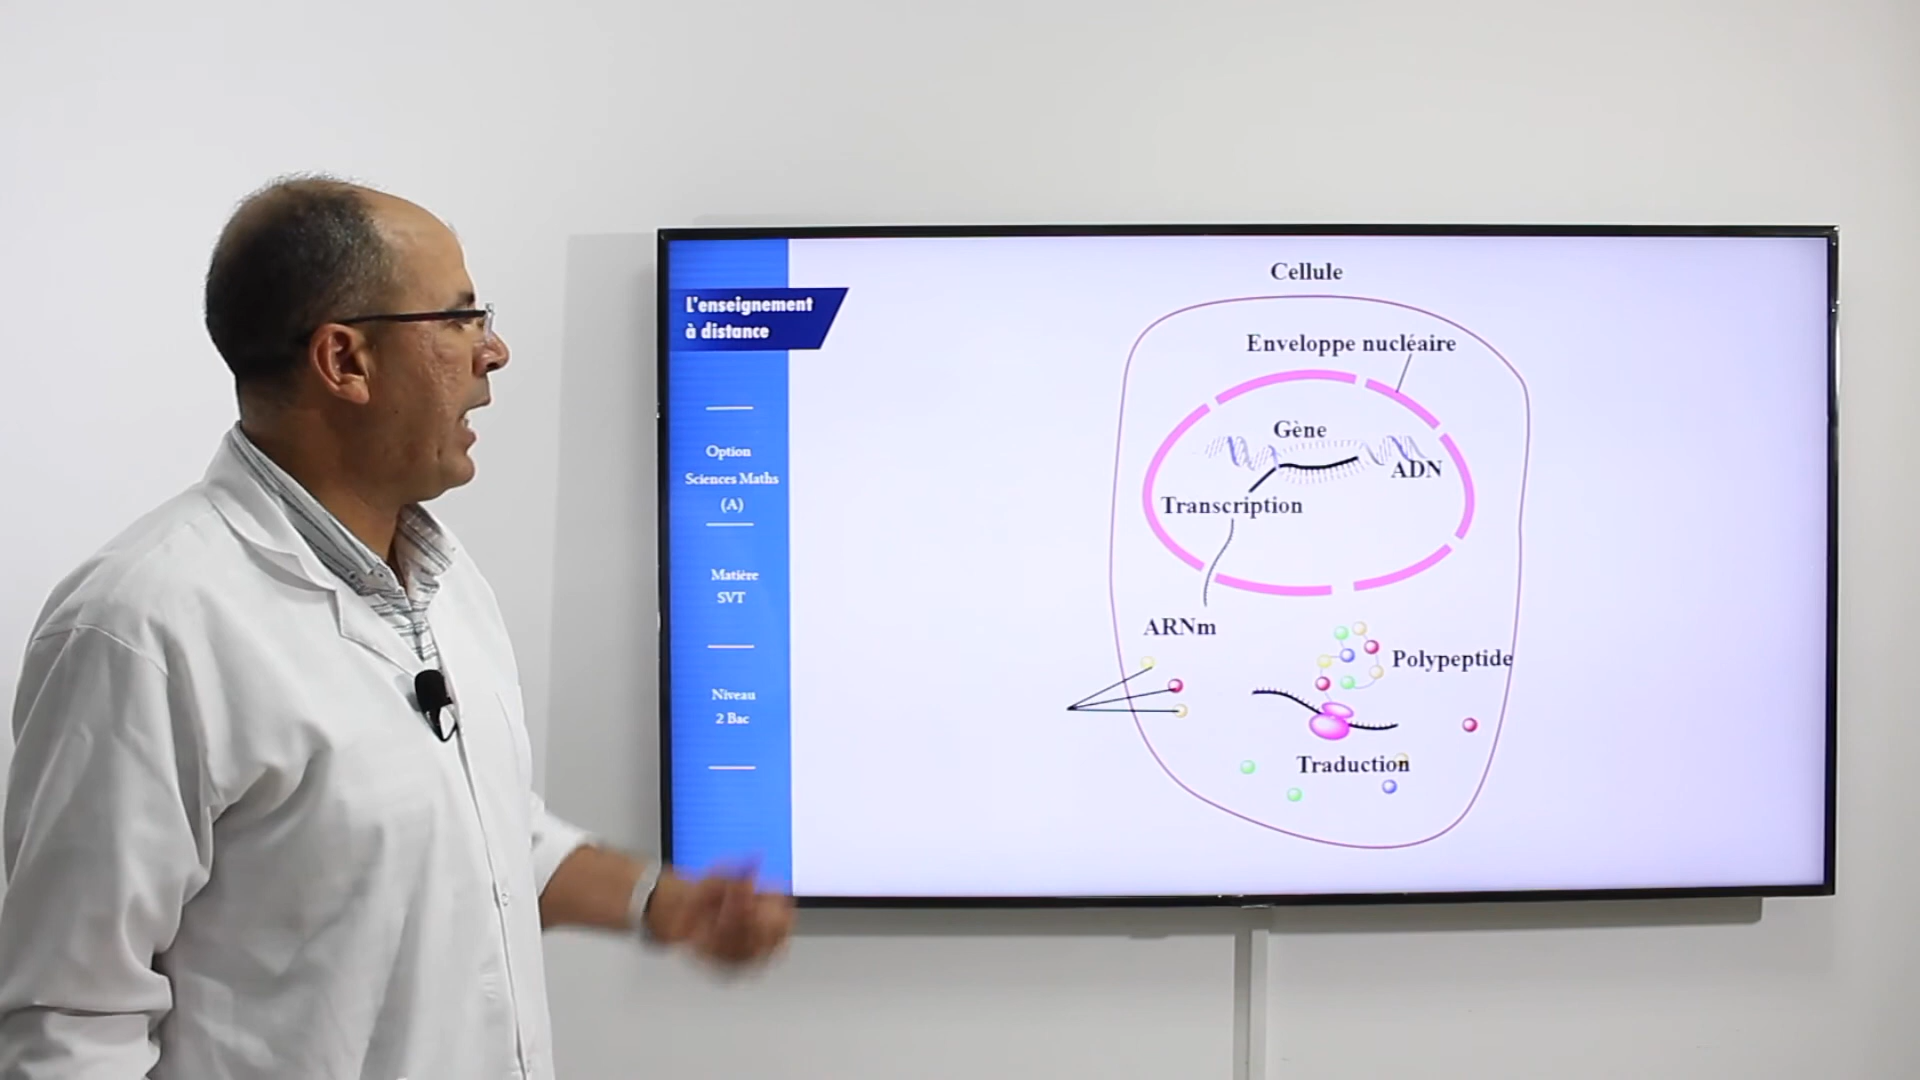 L'enseignement
à distance
Option
Sciences Maths
(A)
Matière
SVT
Niveau
2 Bac
Cellule
Enveloppe nucléaire
Gène
ADN
Transcription
ARNm
Polypeptide
Traduction